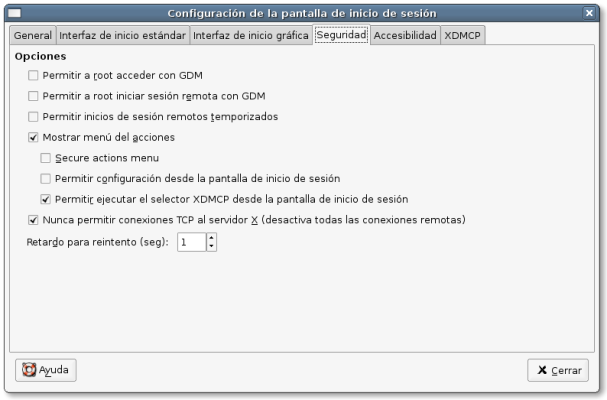 Configuración de la pantalla de inicio de sesión
General Interfaz de inicio estándar Interfaz de inicio gráfica Seguridad Accesibilidad XDMCP
Opciones
Permitir a root acceder con GDM
Permitir a root iniciar sesión remota con GDM
Permitir inicios de sesión remotos temporizados
Mostrar menú del acciones
Secure actions menu
Permitir configuración desde la pantalla de inicio de sesión
Permitir ejecutar el selector XDMCP desde la pantalla de inicio de sesión
Nunca permitir conexiones TCP al servidor X (desactiva todas las conexiones remotas)
Retardo para reintento (seg): 1
Ayuda Cerrar